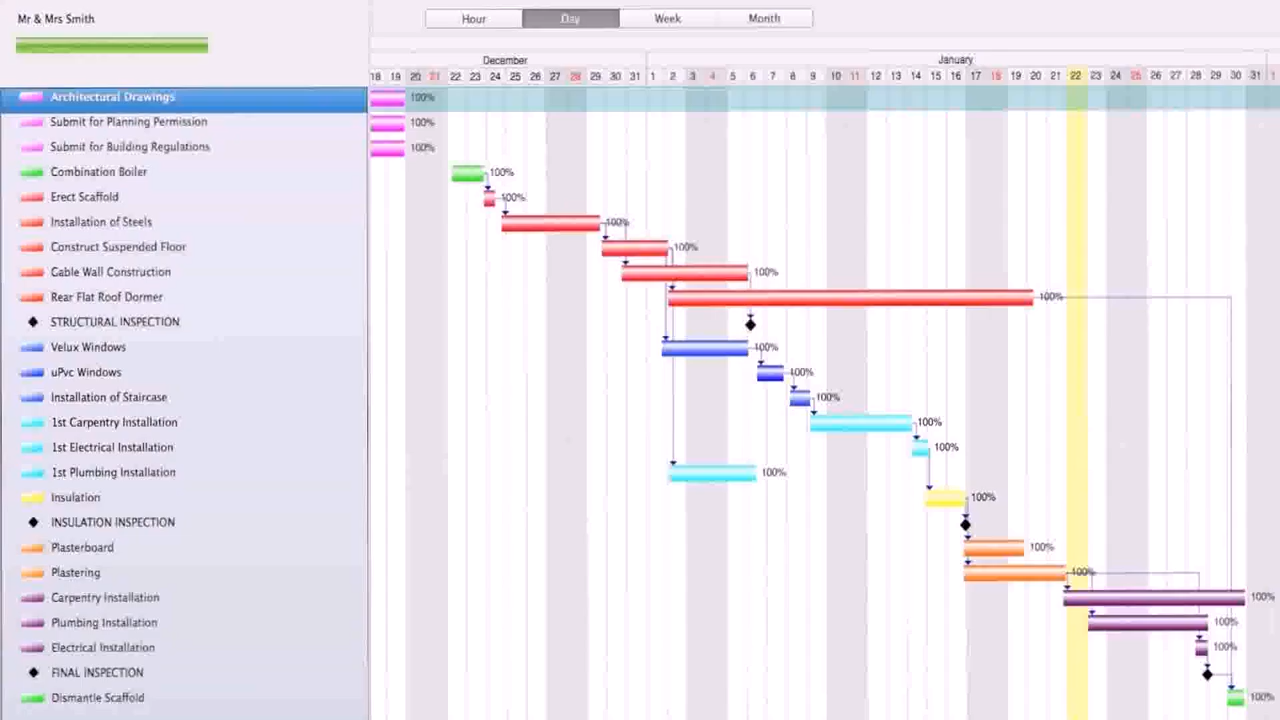 Mr & Mrs Smith
Hour Day Week Month
December January
18 19 20 21 22 23 24 25 26 27 28 29 30 31 1 2 3 4 5 6 7 8 9 10 11 12 13 14 15 16 17 18 19 20 21 22 23 24 25 26 27 28 29 30 31 1
Architectural Drawings 100%
Submit for Planning Permission 100%
Submit for Building Regulations 100%
Combination Boiler 100%
Erect Scaffold 100%
Installation of Steels 100%
Construct Suspended Floor 100%
Gable Wall Construction 100%
Rear Flat Roof Dormer 100%
STRUCTURAL INSPECTION
Velux Windows 100%
uPvc Windows 100%
Installation of Staircase 100%
1st Carpentry Installation 100%
1st Electrical Installation 100%
1st Plumbing Installation 100%
Insulation 100%
INSULATION INSPECTION
Plasterboard 100%
Plastering 100%
Carpentry Installation 100%
Plumbing Installation 100%
Electrical Installation 100%
FINAL INSPECTION
Dismantle Scaffold 100%